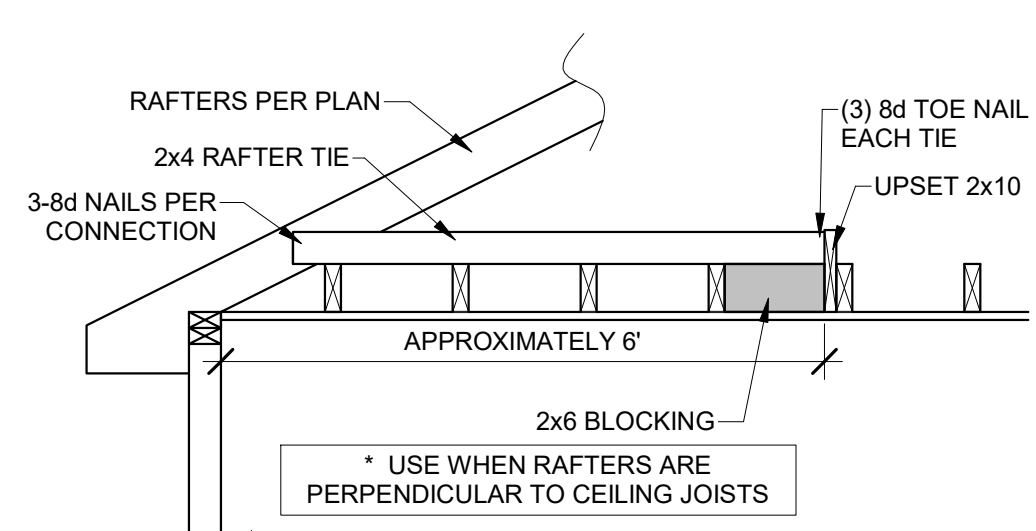 RAFTERS PER PLAN
2x4 RAFTER TIE
3-8d NAILS PER
CONNECTION
(3) 8d TOE NAIL
EACH TIE
UPSET 2x10
APPROXIMATELY 6'
2x6 BLOCKING
* USE WHEN RAFTERS ARE
PERPENDICULAR TO CEILING JOISTS